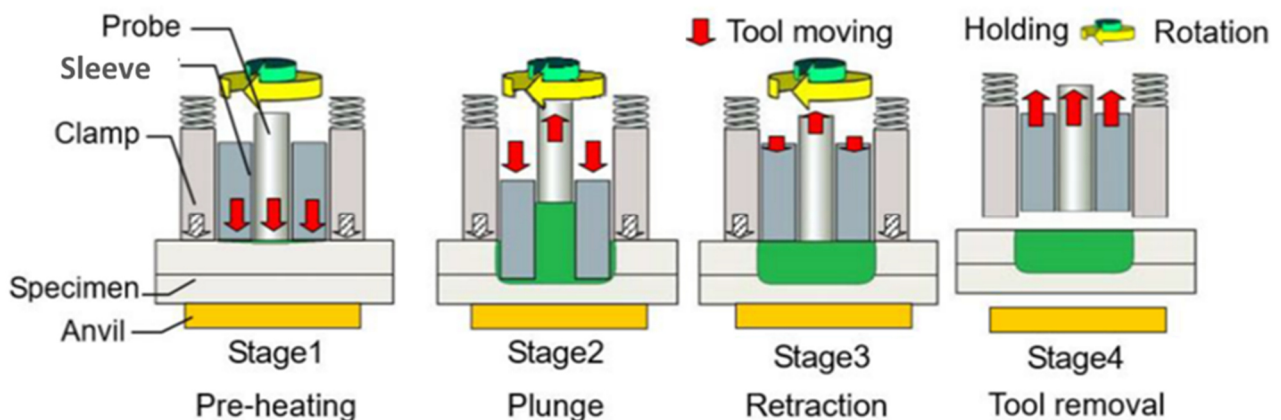 Probe
Sleeve
Clamp
Specimen
Anvil
Tool moving
Holding
Rotation
Stage1
Stage2
Stage3
Stage4
Pre-heating
Plunge
Retraction
Tool removal